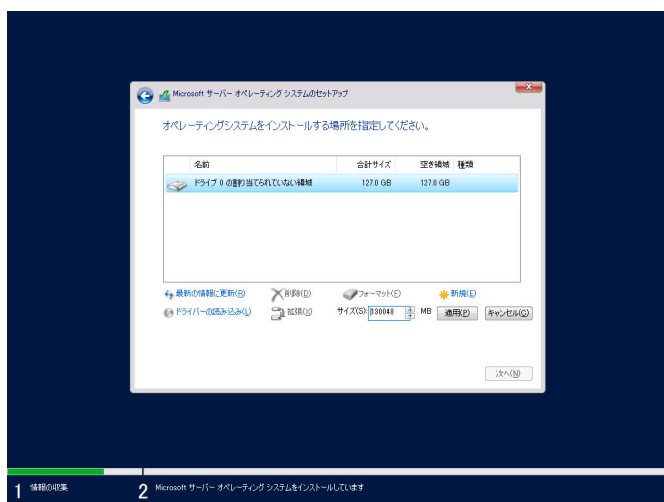 Microsoft サーバー オペレーティング システムのセットアップ
オペレーティングシステムをインストールする場所を指定してください。
名前 合計サイズ 空き領域 種類
ドライブ 0 の割り当てられていない領域 127.0 GB 127.0 GB
最新の情報に更新(R) 削除(D) フォーマット(F) 新規(E)
ドライバーの読み込み(L) 拡張(X) サイズ(S): 130048 MB 適用(P) キャンセル(C)
次へ(N)
1 情報の収集 2 Microsoft サーバー オペレーティング システムをインストールしています